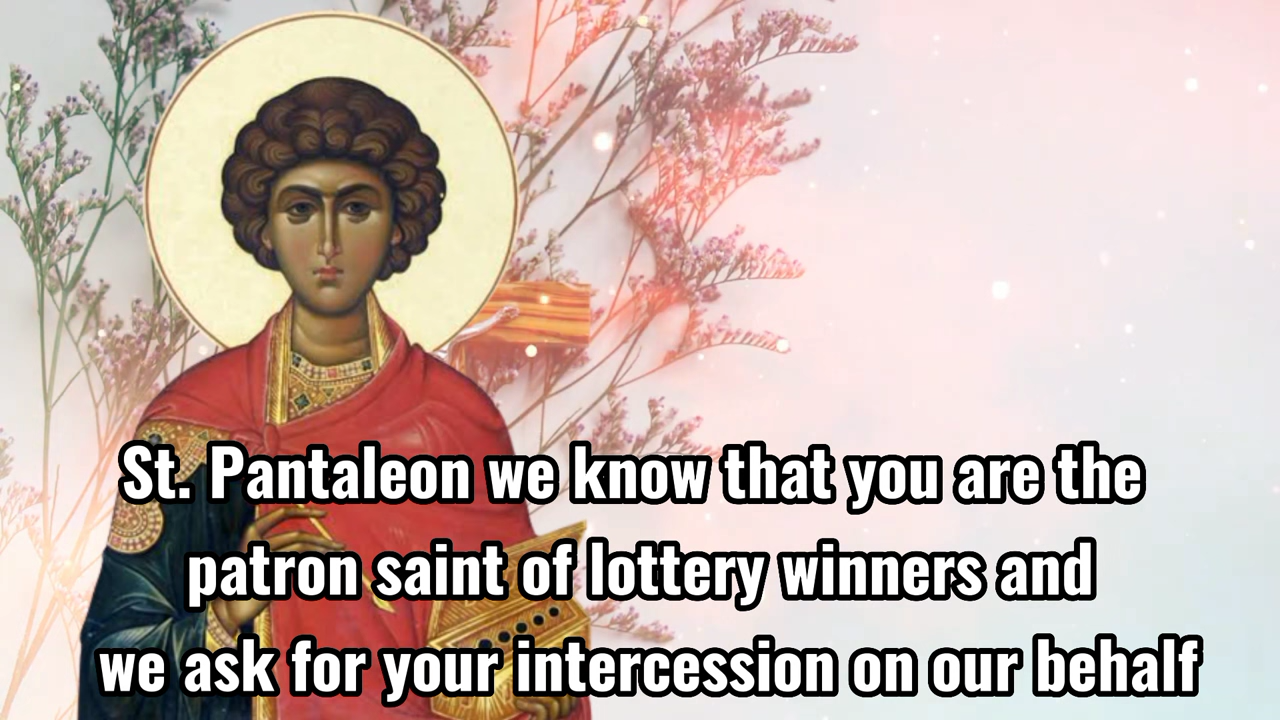 St. Pantaleon we know that you are the
patron saint of lottery winners and
we ask for your intercession on our behalf